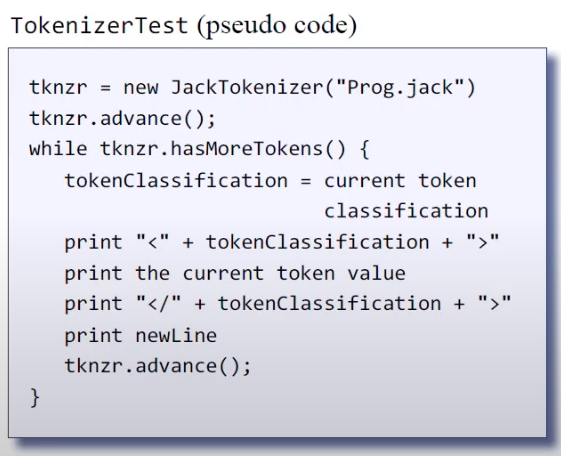 TokenizerTest (pseudo code)
tknzr = new JackTokenizer("Prog.jack")
tknzr.advance();
while tknzr.hasMoreTokens() {
tokenClassification = current token
classification
print "<" + tokenClassification + ">"
print the current token value
print "</" + tokenClassification + ">"
print newLine
tknzr.advance();
}